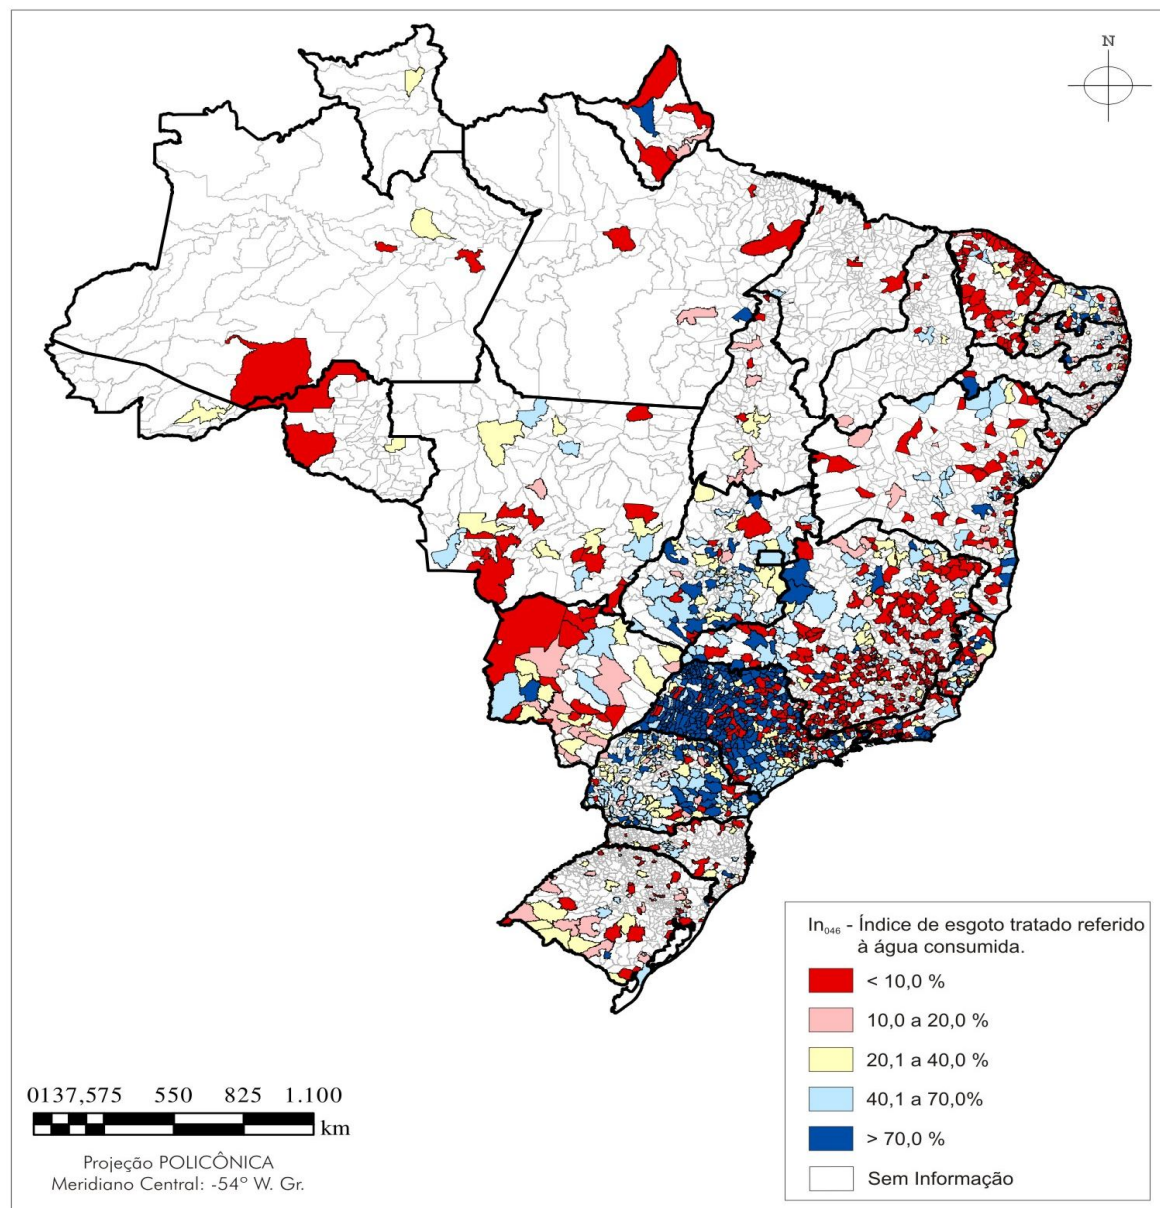 N
In046 - Índice de esgoto tratado referido
à água consumida.
< 10,0 %
10,0 a 20,0 %
20,1 a 40,0 %
40,1 a 70,0%
> 70,0 %
Sem Informação
0137,575 550 825 1.100
km
Projeção POLICÔNICA
Meridiano Central: -54º W. Gr.